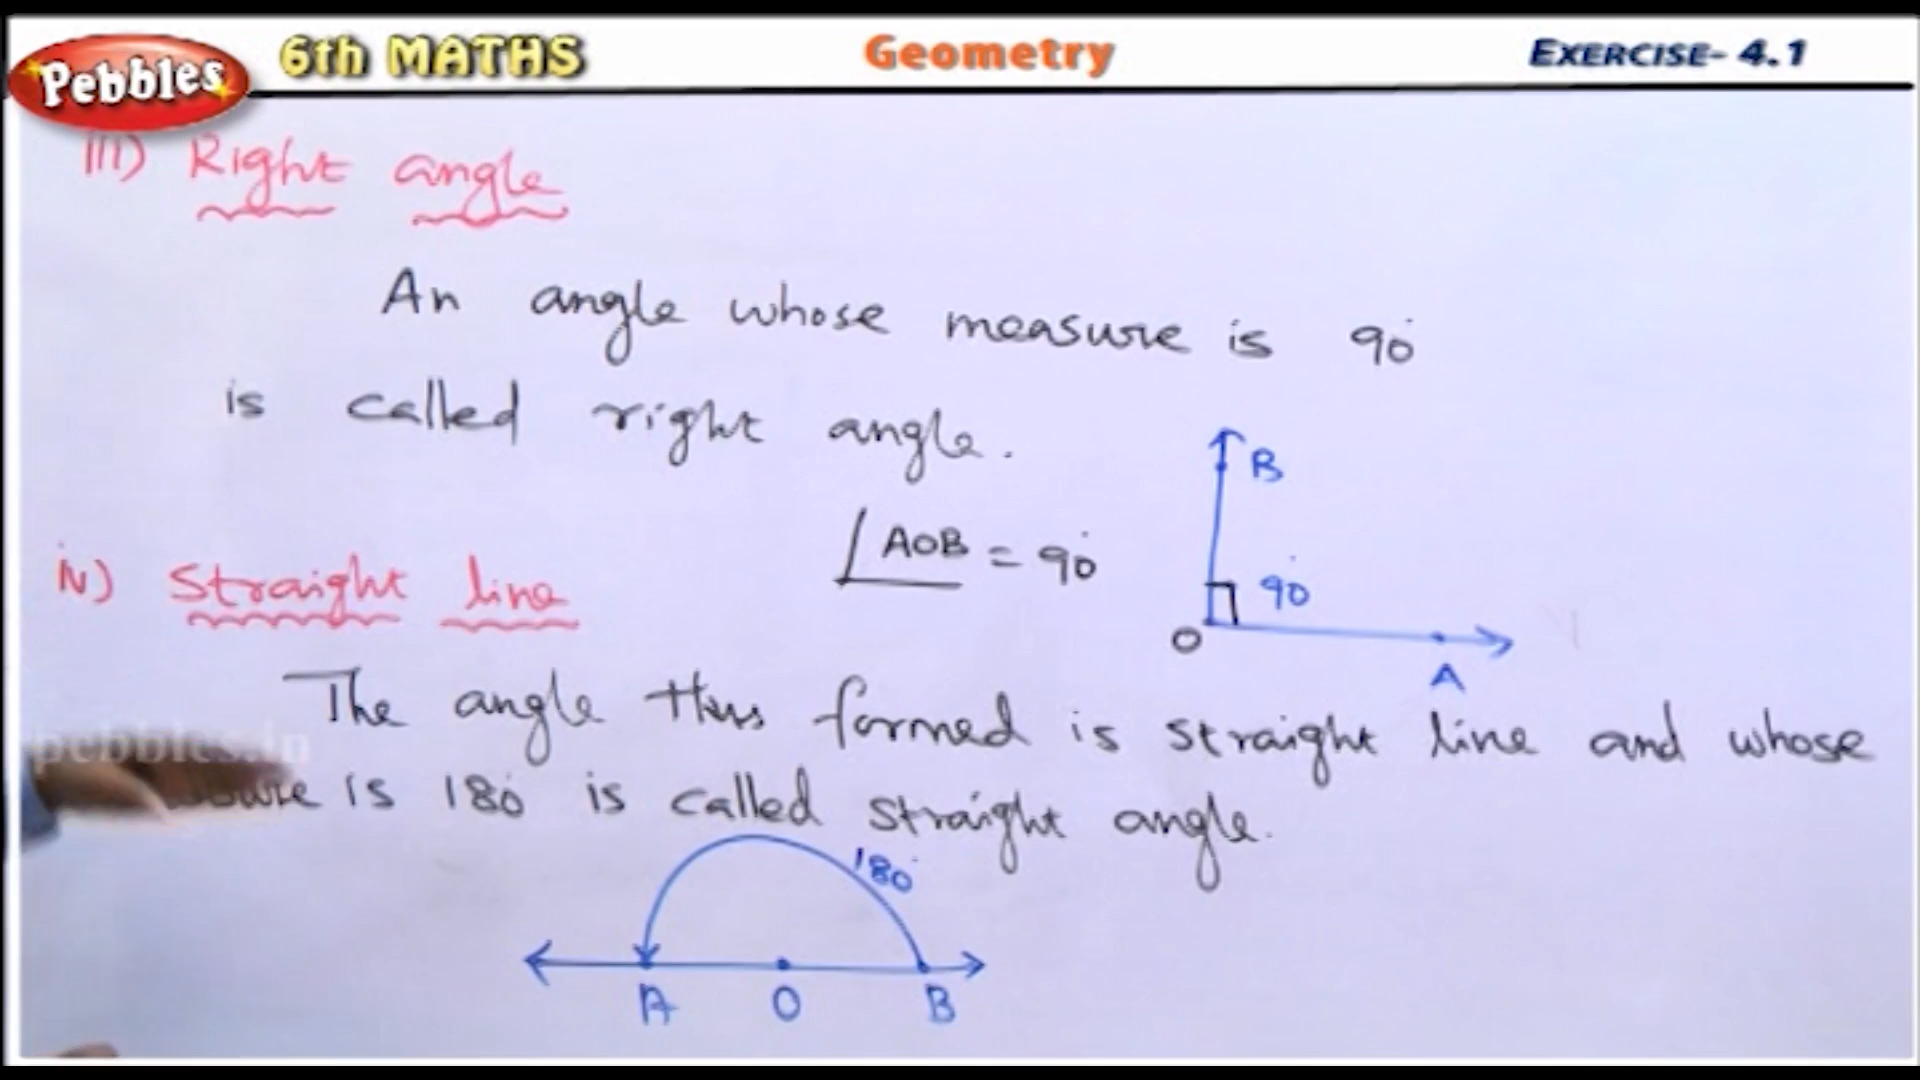 Pebbles
6th MATHS
Geometry
EXERCISE- 4.1
III) Right angle
An angle whose measure is 90°
is called right angle.
B
∠AOB = 90°
90°
O
A
iv) Straight line
The angle thus formed is straight line and whose
pebbles.in
is 180° is called straight angle.
180°
A O B